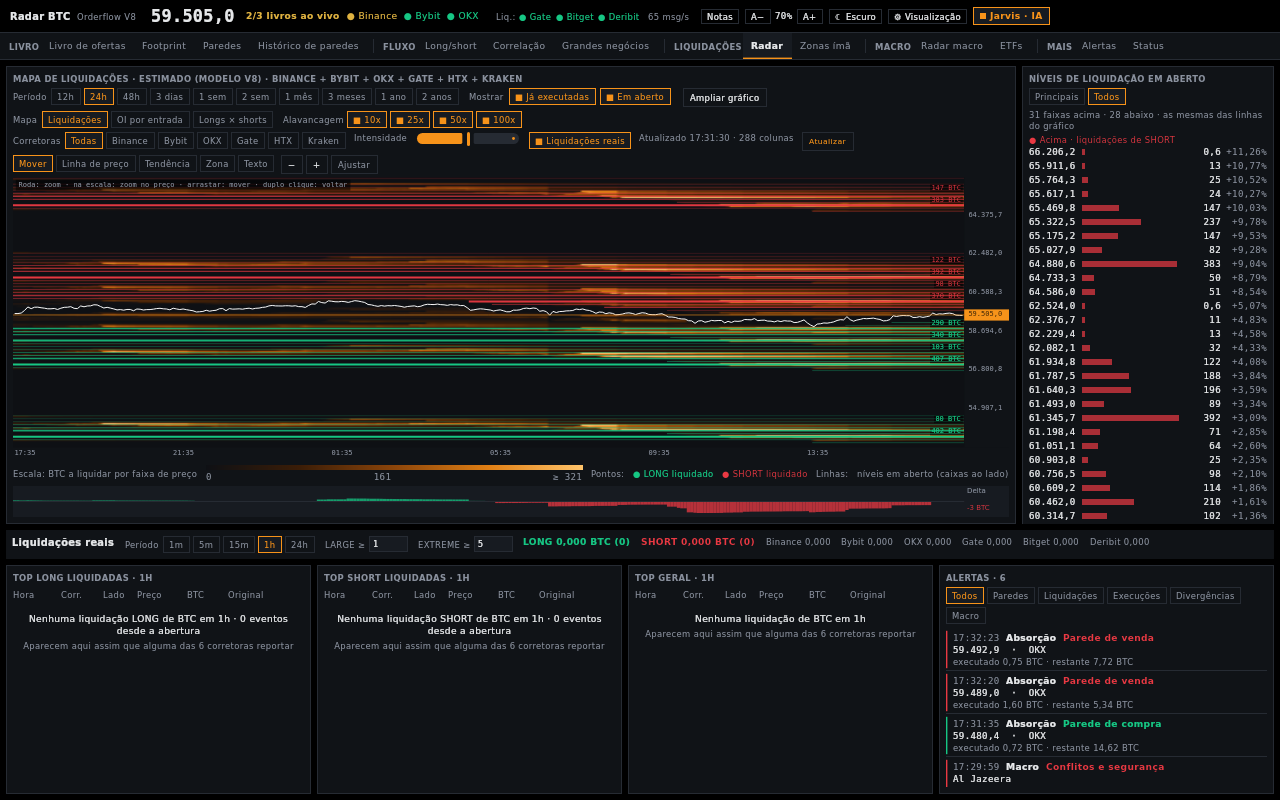 Radar BTC Orderflow V8 59.505,0 2/3 livros ao vivo Binance Bybit OKX Liq.: Gate Bitget Deribit 65 msg/s Notas A− 70% A+ Escuro Visualização Jarvis · IA
LIVRO Livro de ofertas Footprint Paredes Histórico de paredes FLUXO Long/short Correlação Grandes negócios LIQUIDAÇÕES Radar Zonas ímã MACRO Radar macro ETFs MAIS Alertas Status
MAPA DE LIQUIDAÇÕES · ESTIMADO (MODELO V8) · BINANCE + BYBIT + OKX + GATE + HTX + KRAKEN
Período 12h 24h 48h 3 dias 1 sem 2 sem 1 mês 3 meses 1 ano 2 anos Mostrar Já executadas Em aberto Ampliar gráfico
Mapa Liquidações OI por entrada Longs × shorts Alavancagem 10x 25x 50x 100x
Corretoras Todas Binance Bybit OKX Gate HTX Kraken Intensidade Liquidações reais Atualizado 17:31:30 · 288 colunas Atualizar
Mover Linha de preço Tendência Zona Texto − + Ajustar
Roda: zoom · na escala: zoom no preço · arrastar: mover · duplo clique: voltar
147 BTC
383 BTC
64.375,7
62.482,0
122 BTC
392 BTC
98 BTC
60.588,3
370 BTC
59.505,0
290 BTC
58.694,6
340 BTC
103 BTC
407 BTC
56.800,8
54.907,1
80 BTC
402 BTC
17:35 21:35 01:35 05:35 09:35 13:35
Escala: BTC a liquidar por faixa de preço 0 161 ≥ 321 Pontos: LONG liquidado SHORT liquidado Linhas: níveis em aberto (caixas ao lado)
Delta
-3 BTC
NÍVEIS DE LIQUIDAÇÃO EM ABERTO
Principais Todos
31 faixas acima · 28 abaixo · as mesmas das linhas
do gráfico
Acima · liquidações de SHORT
66.206,2 0,6 +11,26%
65.911,6 13 +10,77%
65.764,3 25 +10,52%
65.617,1 24 +10,27%
65.469,8 147 +10,03%
65.322,5 237 +9,78%
65.175,2 147 +9,53%
65.027,9 82 +9,28%
64.880,6 383 +9,04%
64.733,3 50 +8,79%
64.586,0 51 +8,54%
62.524,0 0,6 +5,07%
62.376,7 11 +4,83%
62.229,4 13 +4,58%
62.082,1 32 +4,33%
61.934,8 122 +4,08%
61.787,5 188 +3,84%
61.640,3 196 +3,59%
61.493,0 89 +3,34%
61.345,7 392 +3,09%
61.198,4 71 +2,85%
61.051,1 64 +2,60%
60.903,8 25 +2,35%
60.756,5 98 +2,10%
60.609,2 114 +1,86%
60.462,0 210 +1,61%
60.314,7 102 +1,36%
Liquidações reais Período 1m 5m 15m 1h 24h LARGE ≥ 1 EXTREME ≥ 5 LONG 0,000 BTC (0) SHORT 0,000 BTC (0) Binance 0,000 Bybit 0,000 OKX 0,000 Gate 0,000 Bitget 0,000 Deribit 0,000
TOP LONG LIQUIDADAS · 1H
Hora Corr. Lado Preço BTC Original
Nenhuma liquidação LONG de BTC em 1h · 0 eventos
desde a abertura
Aparecem aqui assim que alguma das 6 corretoras reportar
TOP SHORT LIQUIDADAS · 1H
Hora Corr. Lado Preço BTC Original
Nenhuma liquidação SHORT de BTC em 1h · 0 eventos
desde a abertura
Aparecem aqui assim que alguma das 6 corretoras reportar
TOP GERAL · 1H
Hora Corr. Lado Preço BTC Original
Nenhuma liquidação de BTC em 1h
Aparecem aqui assim que alguma das 6 corretoras reportar
ALERTAS · 6
Todos Paredes Liquidações Execuções Divergências
Macro
17:32:23 Absorção Parede de venda
59.492,9 · OKX
executado 0,75 BTC · restante 7,72 BTC
17:32:20 Absorção Parede de venda
59.489,0 · OKX
executado 1,60 BTC · restante 5,34 BTC
17:31:35 Absorção Parede de compra
59.480,4 · OKX
executado 0,72 BTC · restante 14,62 BTC
17:29:59 Macro Conflitos e segurança
Al Jazeera